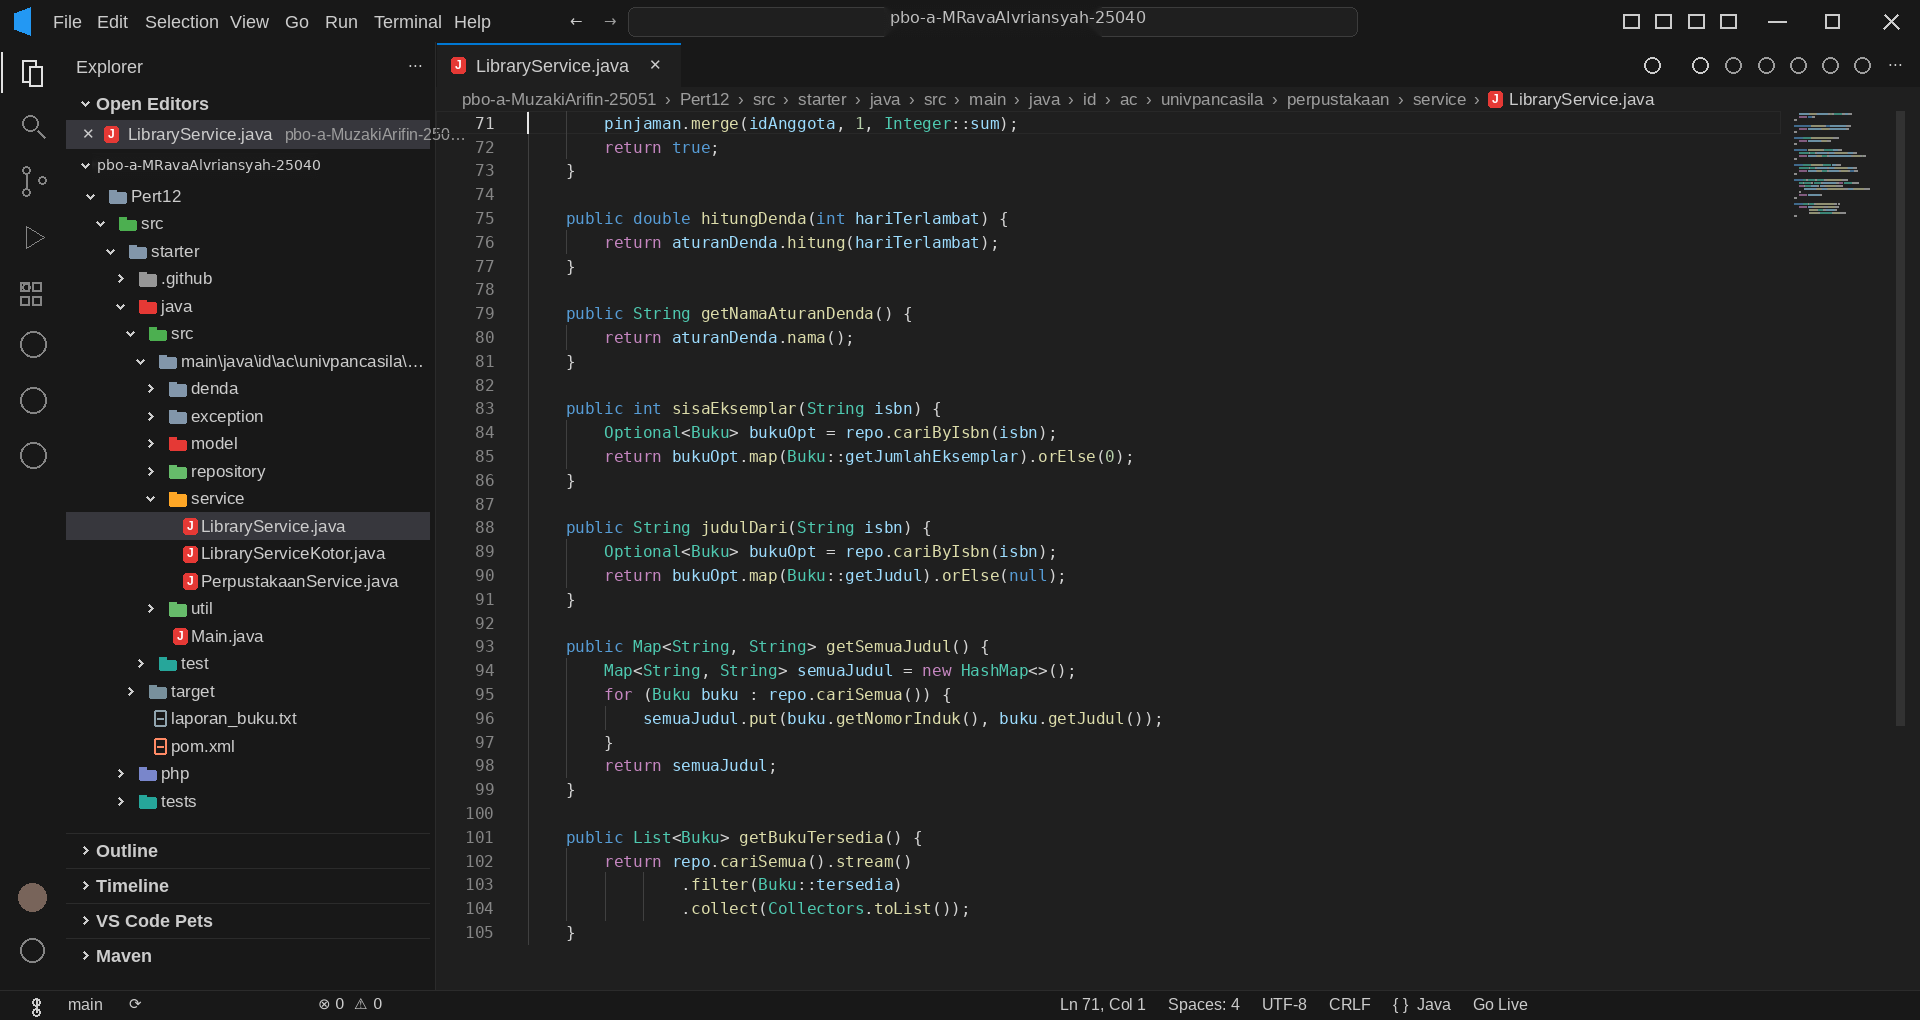 File Edit Selection View Go Run Terminal Help ← → pbo-a-MRavaAlvriansyah-25040
Explorer ···
Open Editors
✕ J LibraryService.java pbo-a-MuzakiArifin-250...
pbo-a-MRavaAlvriansyah-25040
Pert12
src
starter
.github
java
src
main\java\id\ac\univpancasila\...
denda
exception
model
repository
service
J LibraryService.java
J LibraryServiceKotor.java
J PerpustakaanService.java
util
J Main.java
test
target
laporan_buku.txt
pom.xml
php
tests
Outline
Timeline
VS Code Pets
Maven
J LibraryService.java ✕ ···
pbo-a-MuzakiArifin-25051 › Pert12 › src › starter › java › src › main › java › id › ac › univpancasila › perpustakaan › service › J LibraryService.java
71         pinjaman.merge(idAnggota, 1, Integer::sum);
72         return true;
73     }
74
75     public double hitungDenda(int hariTerlambat) {
76         return aturanDenda.hitung(hariTerlambat);
77     }
78
79     public String getNamaAturanDenda() {
80         return aturanDenda.nama();
81     }
82
83     public int sisaEksemplar(String isbn) {
84         Optional<Buku> bukuOpt = repo.cariByIsbn(isbn);
85         return bukuOpt.map(Buku::getJumlahEksemplar).orElse(0);
86     }
87
88     public String judulDari(String isbn) {
89         Optional<Buku> bukuOpt = repo.cariByIsbn(isbn);
90         return bukuOpt.map(Buku::getJudul).orElse(null);
91     }
92
93     public Map<String, String> getSemuaJudul() {
94         Map<String, String> semuaJudul = new HashMap<>();
95         for (Buku buku : repo.cariSemua()) {
96             semuaJudul.put(buku.getNomorInduk(), buku.getJudul());
97         }
98         return semuaJudul;
99     }
100
101     public List<Buku> getBukuTersedia() {
102         return repo.cariSemua().stream()
103                 .filter(Buku::tersedia)
104                 .collect(Collectors.toList());
105     }
main ⟳ ⊗ 0 ⚠ 0 Ln 71, Col 1 Spaces: 4 UTF-8 CRLF { } Java Go Live